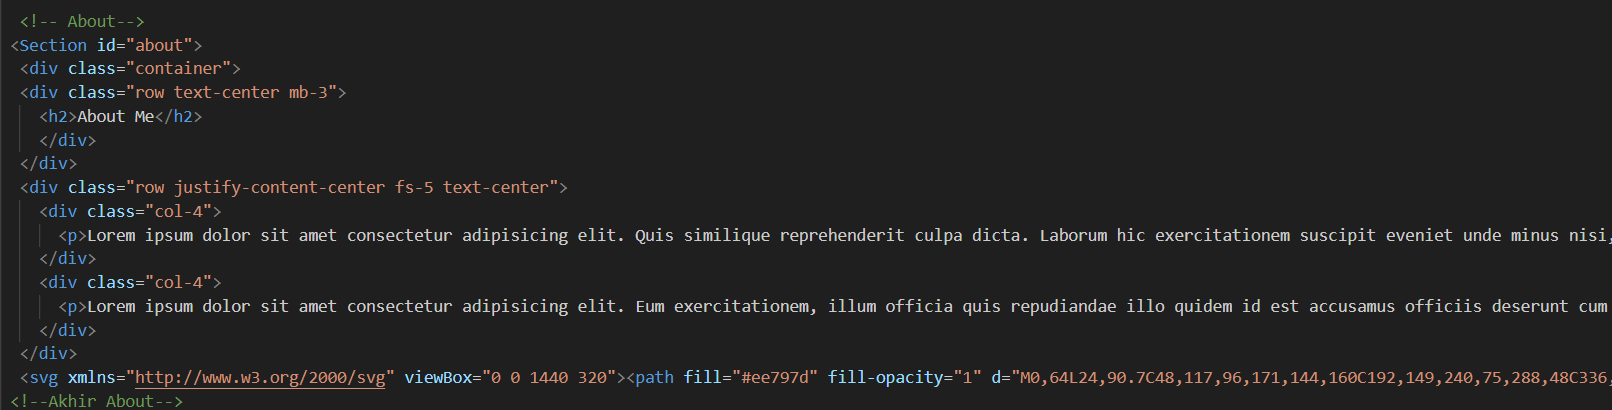 <!-- About-->
<Section id="about">
<div class="container">
<div class="row text-center mb-3">
<h2>About Me</h2>
</div>
</div>
<div class="row justify-content-center fs-5 text-center">
<div class="col-4">
<p>Lorem ipsum dolor sit amet consectetur adipisicing elit. Quis similique reprehenderit culpa dicta. Laborum hic exercitationem suscipit eveniet unde minus nisi,
</div>
<div class="col-4">
<p>Lorem ipsum dolor sit amet consectetur adipisicing elit. Eum exercitationem, illum officia quis repudiandae illo quidem id est accusamus officiis deserunt cum
</div>
</div>
<svg xmlns="http://www.w3.org/2000/svg" viewBox="0 0 1440 320"><path fill="#ee797d" fill-opacity="1" d="M0,64L24,90.7C48,117,96,171,144,160C192,149,240,75,288,48C336,
<!--Akhir About-->